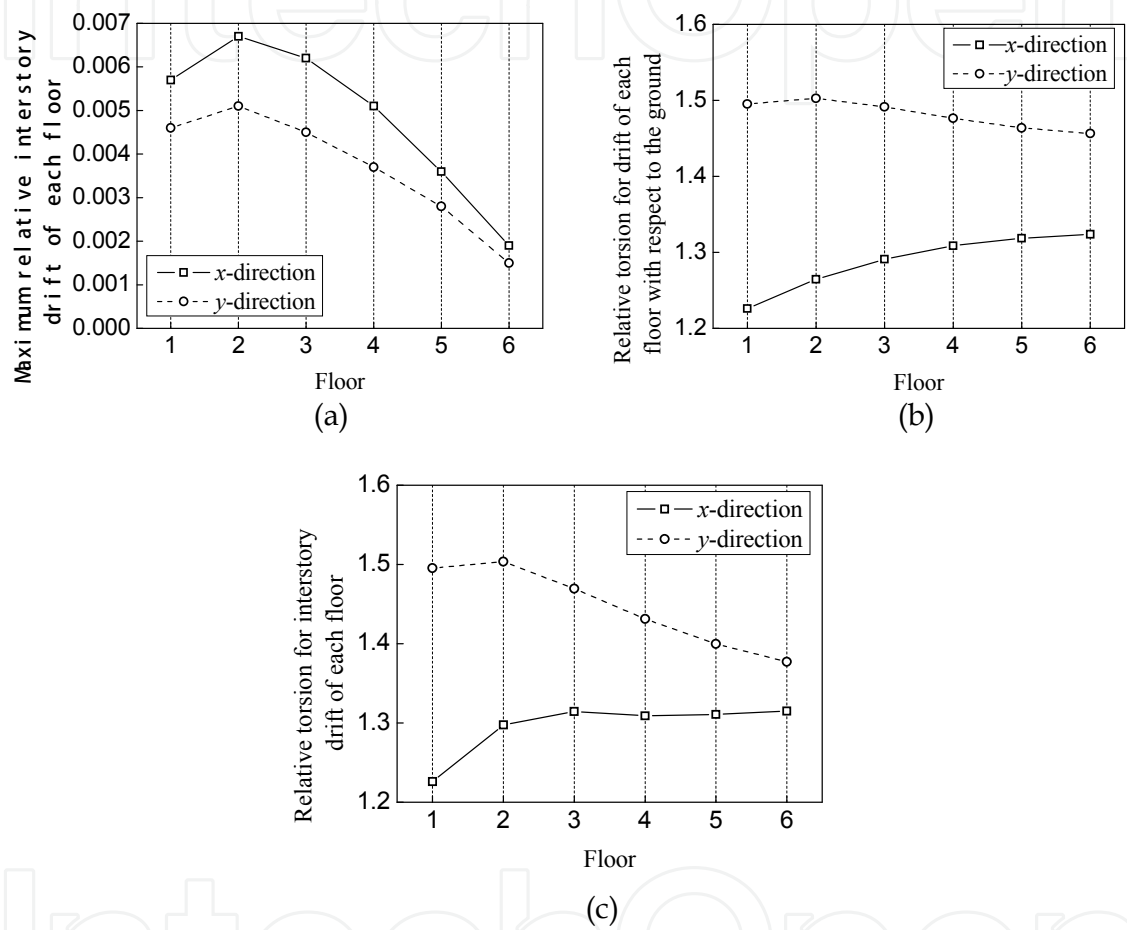 IntechOpen
Maximum relative interstory
drift of each floor
0.007
0.006
0.005
0.004
0.003
0.002
0.001
0.000
x-direction
y-direction
1 2 3 4 5 6
Floor
(a)
Relative torsion for drift of each
floor with respect to the ground
1.6
1.5
1.4
1.3
1.2
x-direction
y-direction
1 2 3 4 5 6
Floor
(b)
Relative torsion for interstory
drift of each floor
1.6
1.5
1.4
1.3
1.2
x-direction
y-direction
1 2 3 4 5 6
Floor
(c)
IntechOpen